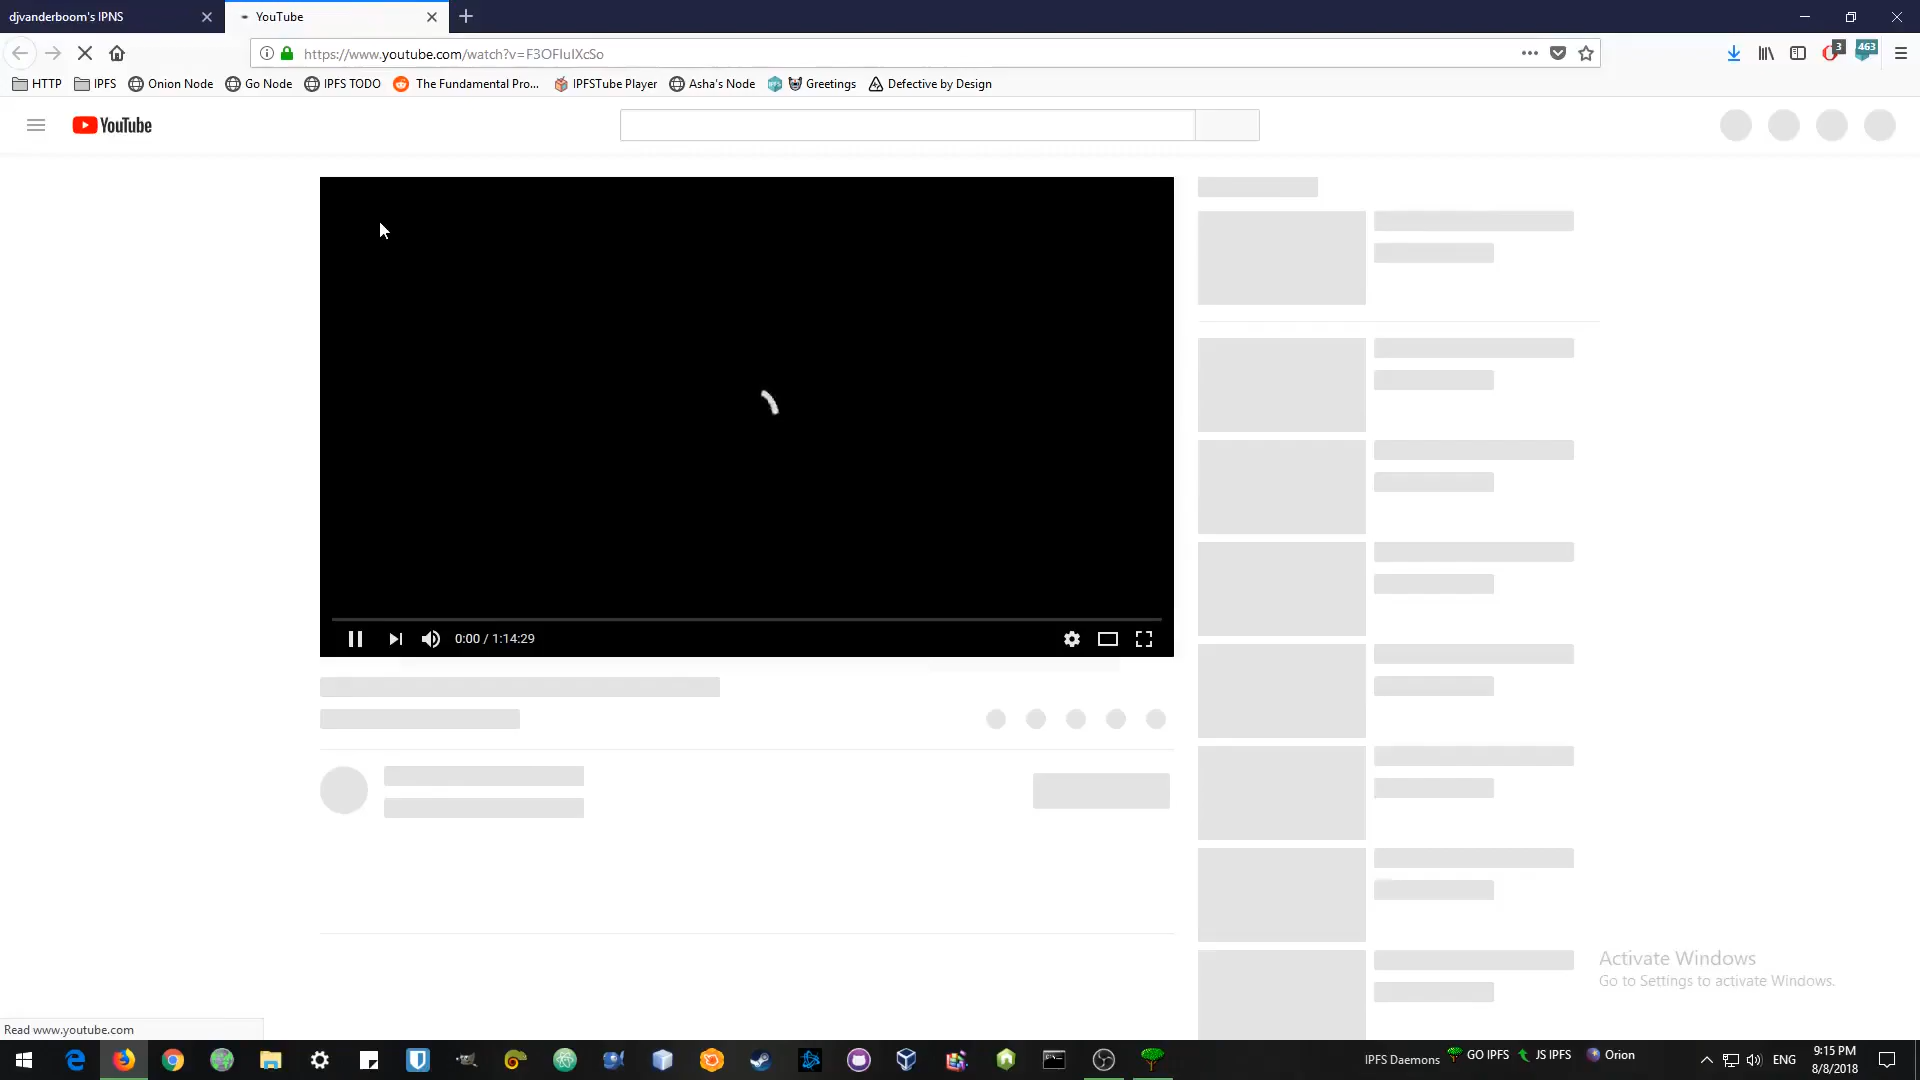 djvanderboom's IPNS
YouTube
https://www.youtube.com/watch?v=F3OFIuIXcSo
3
463
HTTP
IPFS
Onion Node
Go Node
IPFS TODO
The Fundamental Pro...
IPFSTube Player
Asha's Node
Greetings
Defective by Design
YouTube
0:00 / 1:14:29
Activate Windows
Go to Settings to activate Windows.
Read www.youtube.com
IPFS Daemons
GO IPFS
JS IPFS
Orion
ENG
9:15 PM
8/8/2018